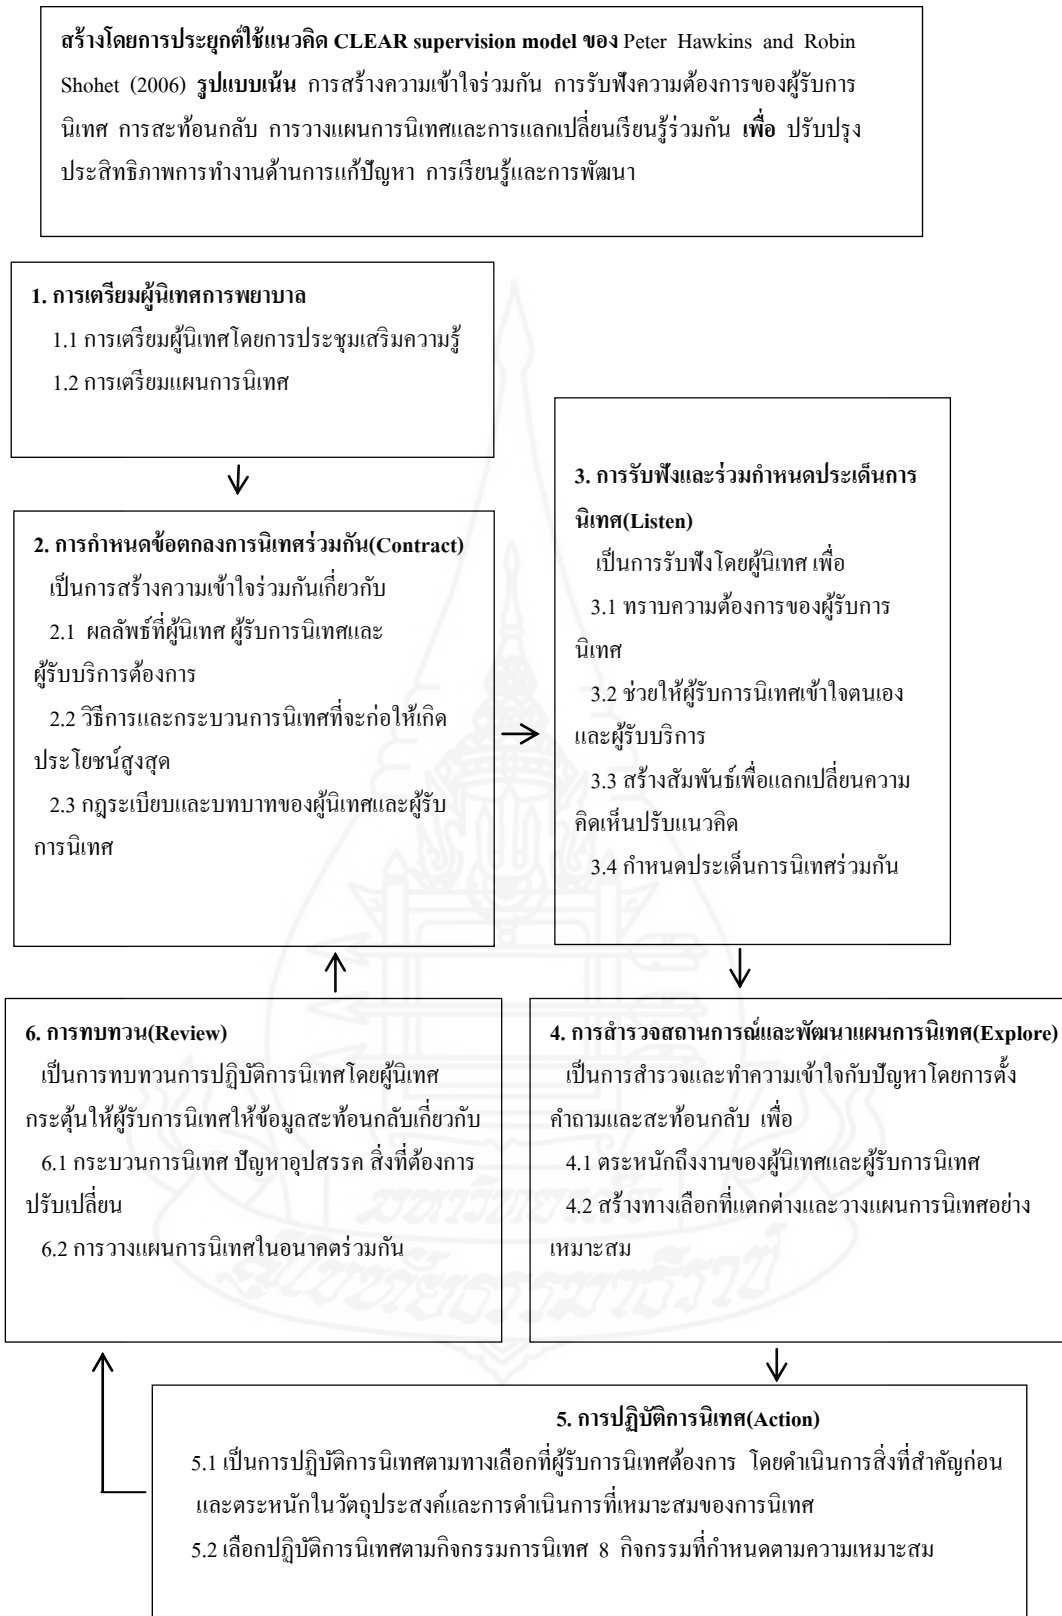 สร้างโดยการประยุกต์ใช้แนวคิด CLEAR supervision model ของ Peter Hawkins and Robin
Shohet (2006) รูปแบบเน้น การสร้างความเข้าใจร่วมกัน การรับฟังความต้องการของผู้รับการ
นิเทศ การสะท้อนกลับ การวางแผนการนิเทศและการแลกเปลี่ยนเรียนรู้ร่วมกัน เพื่อ ปรับปรุง
ประสิทธิภาพการทำงานด้านการแก้ปัญหา การเรียนรู้และการพัฒนา
1. การเตรียมผู้นิเทศการพยาบาล
1.1 การเตรียมผู้นิเทศโดยการประชุมเสริมความรู้
1.2 การเตรียมแผนการนิเทศ
2. การกำหนดข้อตกลงการนิเทศร่วมกัน(Contract)
เป็นการสร้างความเข้าใจร่วมกันเกี่ยวกับ
2.1 ผลลัพธ์ที่ผู้นิเทศ ผู้รับการนิเทศและ
ผู้รับบริการต้องการ
2.2 วิธีการและกระบวนการนิเทศที่จะก่อให้เกิด
ประโยชน์สูงสุด
2.3 กฎระเบียบและบทบาทของผู้นิเทศและผู้รับ
การนิเทศ
3. การรับฟังและร่วมกำหนดประเด็นการ
นิเทศ(Listen)
เป็นการรับฟังโดยผู้นิเทศ เพื่อ
3.1 ทราบความต้องการของผู้รับการ
นิเทศ
3.2 ช่วยให้ผู้รับการนิเทศเข้าใจตนเอง
และผู้รับบริการ
3.3 สร้างสัมพันธ์เพื่อแลกเปลี่ยนความ
คิดเห็นปรับแนวคิด
3.4 กำหนดประเด็นการนิเทศร่วมกัน
4. การสำรวจสถานการณ์และพัฒนาแผนการนิเทศ(Explore)
เป็นการสำรวจและทำความเข้าใจกับปัญหาโดยการตั้ง
คำถามและสะท้อนกลับ เพื่อ
4.1 ตระหนักถึงงานของผู้นิเทศและผู้รับการนิเทศ
4.2 สร้างทางเลือกที่แตกต่างและวางแผนการนิเทศอย่าง
เหมาะสม
5. การปฏิบัติการนิเทศ(Action)
5.1 เป็นการปฏิบัติการนิเทศตามทางเลือกที่ผู้รับการนิเทศต้องการ โดยดำเนินการสิ่งที่สำคัญก่อน
และตระหนักในวัตถุประสงค์และการดำเนินการที่เหมาะสมของการนิเทศ
5.2 เลือกปฏิบัติการนิเทศตามกิจกรรมการนิเทศ 8 กิจกรรมที่กำหนดตามความเหมาะสม
6. การทบทวน(Review)
เป็นการทบทวนการปฏิบัติการนิเทศโดยผู้นิเทศ
กระตุ้นให้ผู้รับการนิเทศให้ข้อมูลสะท้อนกลับเกี่ยวกับ
6.1 กระบวนการนิเทศ ปัญหาอุปสรรค สิ่งที่ต้องการ
ปรับเปลี่ยน
6.2 การวางแผนการนิเทศในอนาคตร่วมกัน
มหาวิทยาลัย
สุโขทัยธรรมาธิราช